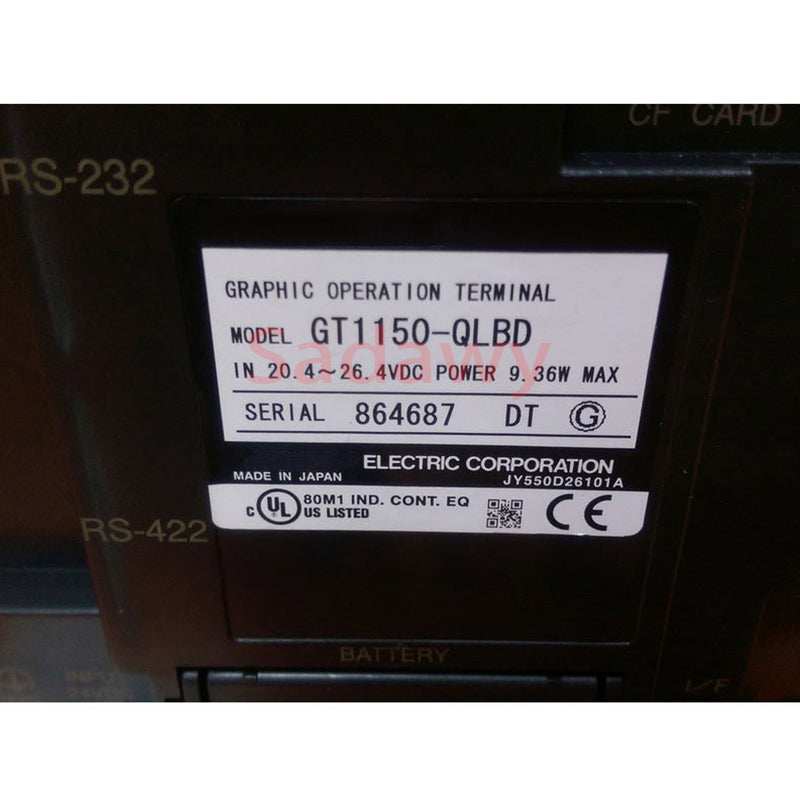 CF CARD
RS-232
GRAPHIC OPERATION TERMINAL
MODEL GT1150-QLBD
Sadawy
IN 20.4~26.4VDC POWER 9.36W MAX
SERIAL 864687 DT G
ELECTRIC CORPORATION
MADE IN JAPAN JY550D26101A
C UL US LISTED 80M1 IND. CONT. EQ CE
RS-422
BATTERY
I/F